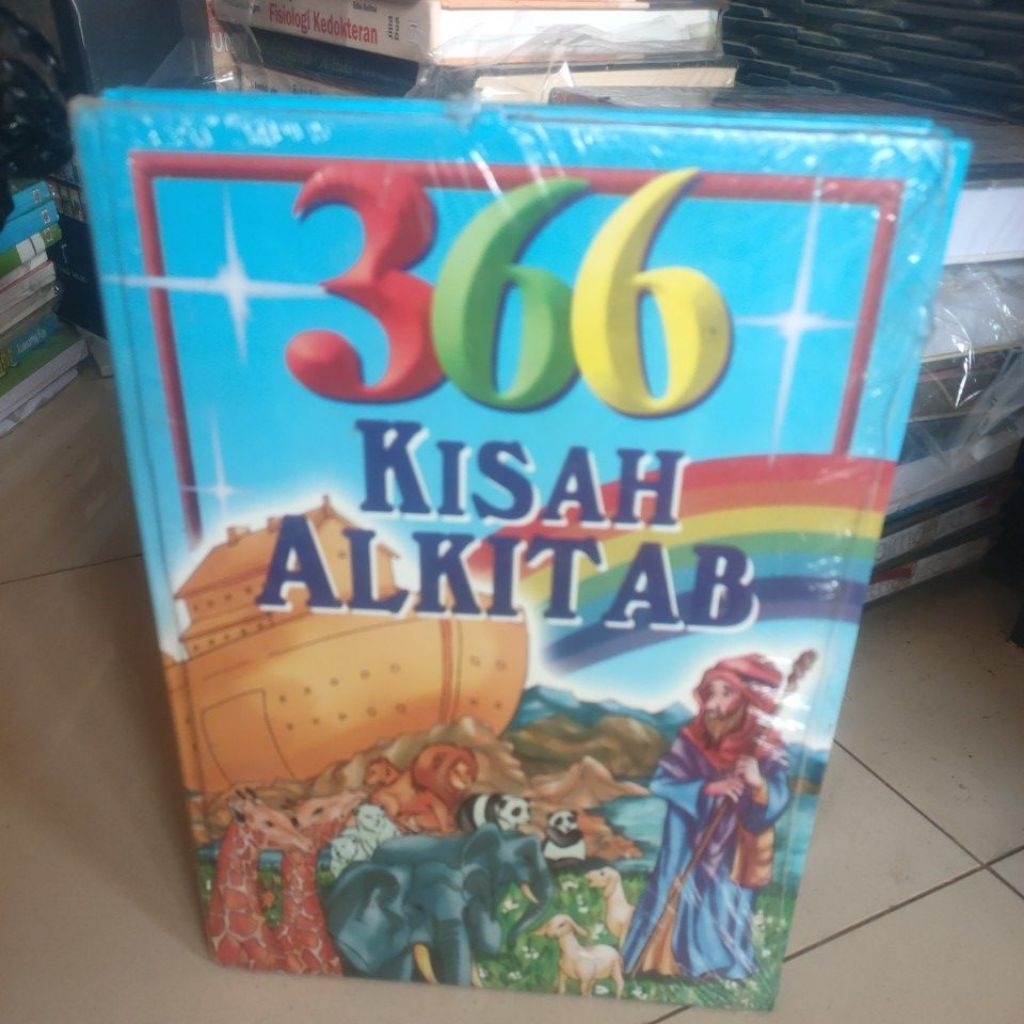 Fisiologi Kedokteran
366
KISAH
ALKITAB